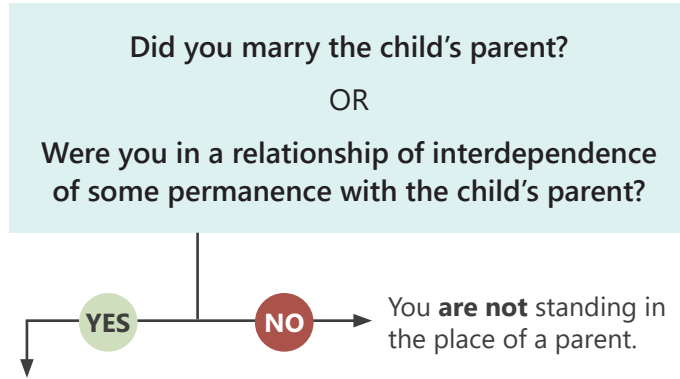 Did you marry the child’s parent?
OR
Were you in a relationship of interdependence
of some permanence with the child’s parent?
YES
NO
You are not standing in
the place of a parent.